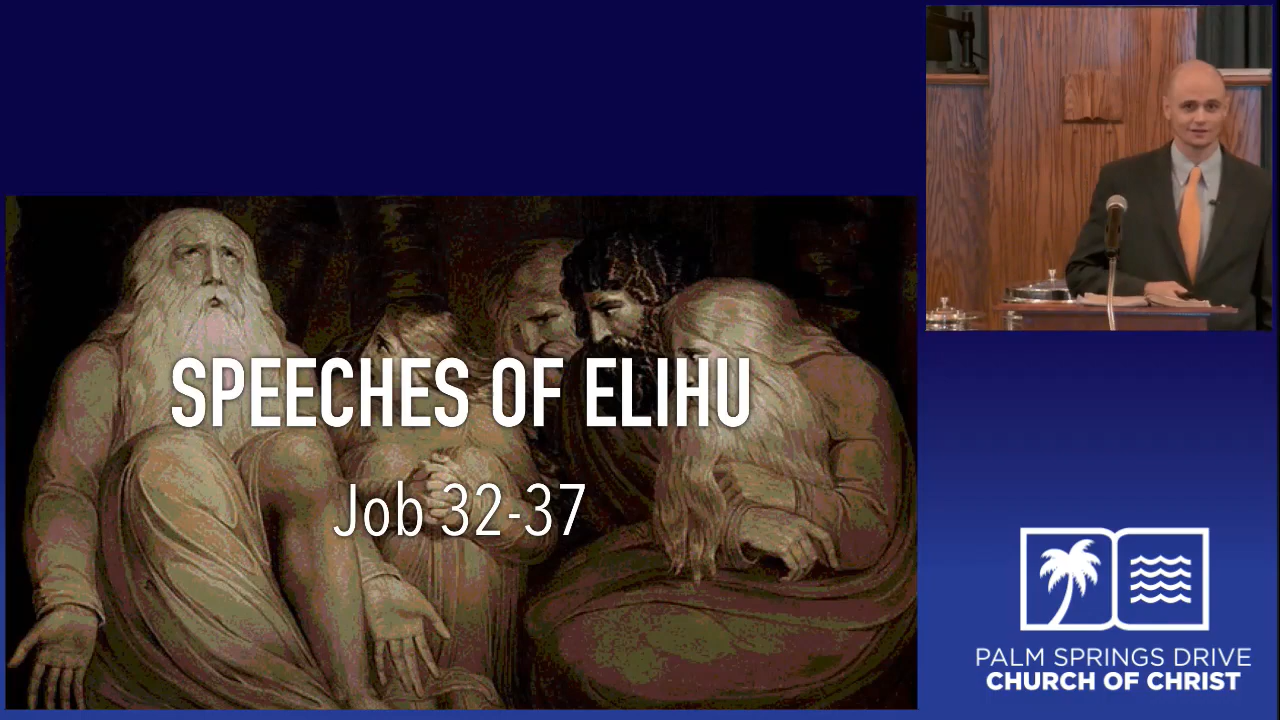 SPEECHES OF ELIHU
Job 32-37
PALM SPRINGS DRIVE
CHURCH OF CHRIST